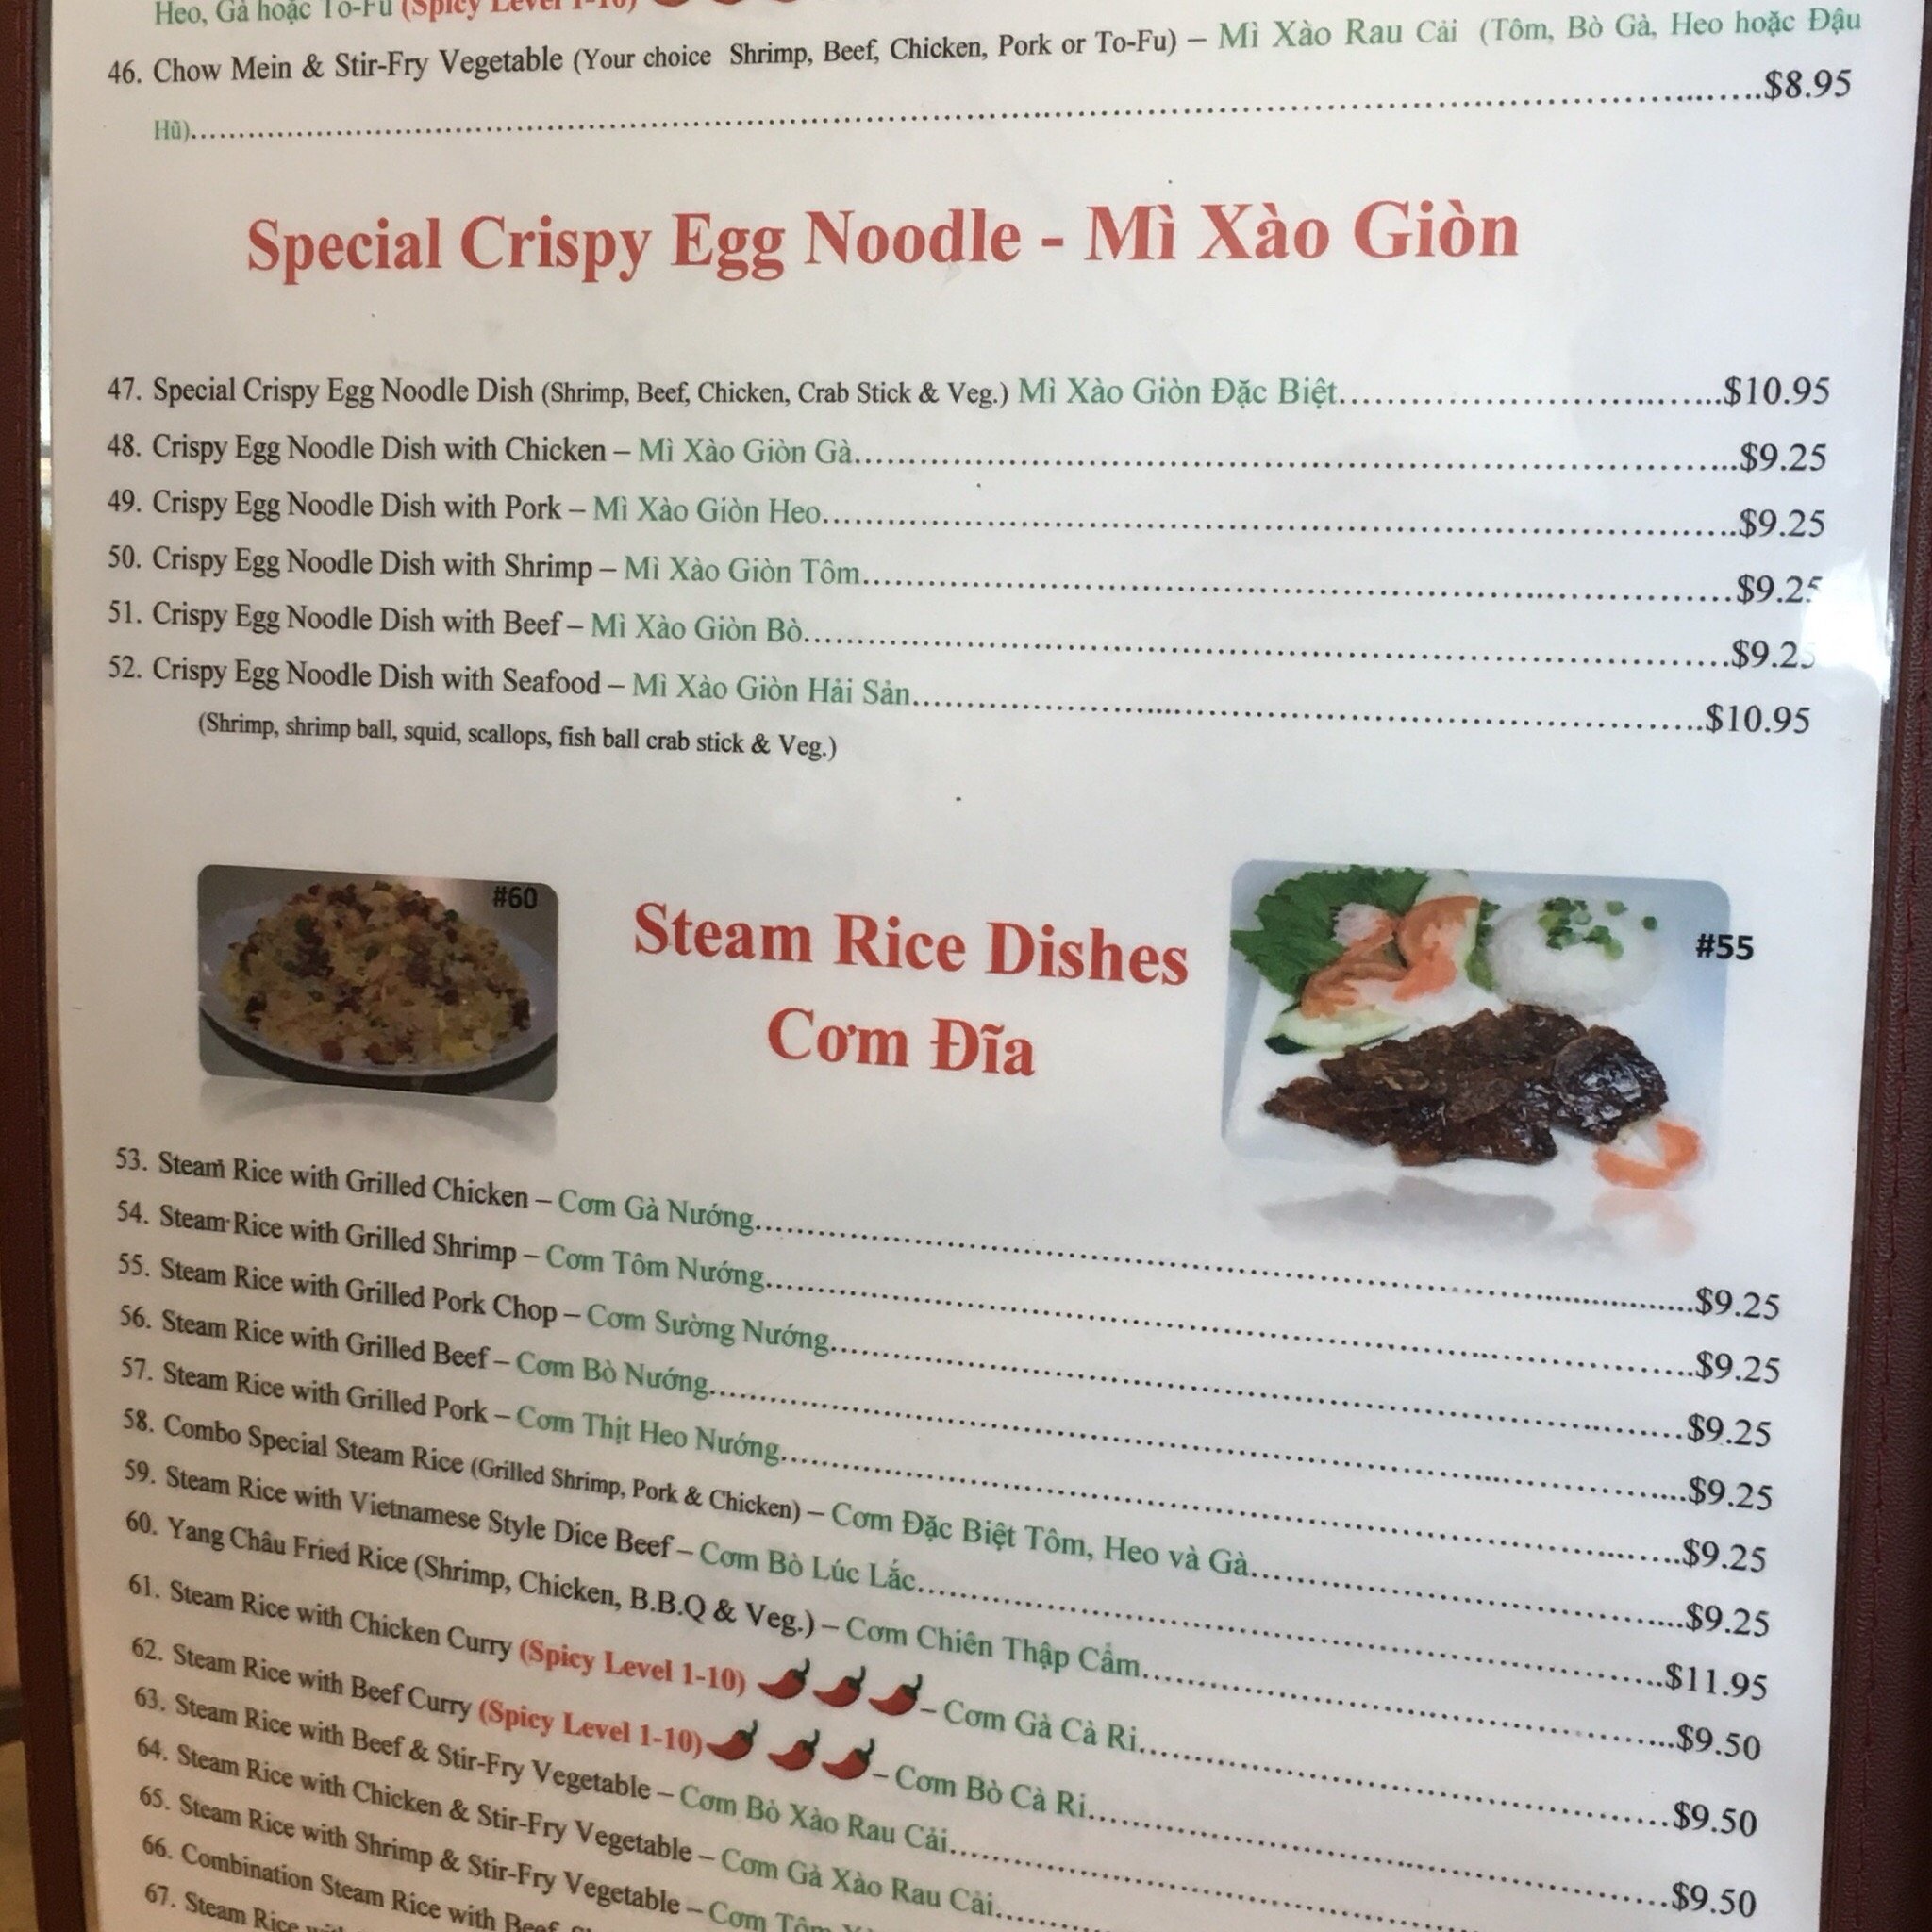 Heo, Gà hoặc To-Fu (Spicy Level 1-10)
46. Chow Mein & Stir-Fry Vegetable (Your choice Shrimp, Beef, Chicken, Pork or To-Fu) – Mì Xào Rau Cải (Tôm, Bò Gà, Heo hoặc Đậu
Hũ)..........$8.95
Special Crispy Egg Noodle - Mì Xào Giòn
47. Special Crispy Egg Noodle Dish (Shrimp, Beef, Chicken, Crab Stick & Veg.) Mì Xào Giòn Đặc Biệt..........$10.95
48. Crispy Egg Noodle Dish with Chicken – Mì Xào Giòn Gà..........$9.25
49. Crispy Egg Noodle Dish with Pork – Mì Xào Giòn Heo..........$9.25
50. Crispy Egg Noodle Dish with Shrimp – Mì Xào Giòn Tôm..........$9.25
51. Crispy Egg Noodle Dish with Beef – Mì Xào Giòn Bò..........$9.25
52. Crispy Egg Noodle Dish with Seafood – Mì Xào Giòn Hải Sản..........$10.95
(Shrimp, shrimp ball, squid, scallops, fish ball crab stick & Veg.)
#60
Steam Rice Dishes
Cơm Đĩa
#55
53. Steam Rice with Grilled Chicken – Cơm Gà Nướng..........$9.25
54. Steam Rice with Grilled Shrimp – Cơm Tôm Nướng..........$9.25
55. Steam Rice with Grilled Pork Chop – Cơm Sường Nướng..........$9.25
56. Steam Rice with Grilled Beef – Cơm Bò Nướng..........$9.25
57. Steam Rice with Grilled Pork – Cơm Thịt Heo Nướng..........$9.25
58. Combo Special Steam Rice (Grilled Shrimp, Pork & Chicken) – Cơm Đặc Biệt Tôm, Heo và Gà..........$9.25
59. Steam Rice with Vietnamese Style Dice Beef – Cơm Bò Lúc Lắc..........$11.95
60. Yang Châu Fried Rice (Shrimp, Chicken, B.B.Q & Veg.) – Cơm Chiên Thập Cẩm..........$9.50
61. Steam Rice with Chicken Curry (Spicy Level 1-10) – Cơm Gà Cà Ri..........$9.50
62. Steam Rice with Beef Curry (Spicy Level 1-10) – Cơm Bò Cà Ri..........$9.50
63. Steam Rice with Beef & Stir-Fry Vegetable – Cơm Bò Xào Rau Cải..........
64. Steam Rice with Chicken & Stir-Fry Vegetable – Cơm Gà Xào Rau Cải..........
65. Steam Rice with Shrimp & Stir-Fry Vegetable – Cơm Tôm
66. Combination Steam Rice with Beef,
67. Steam Rice